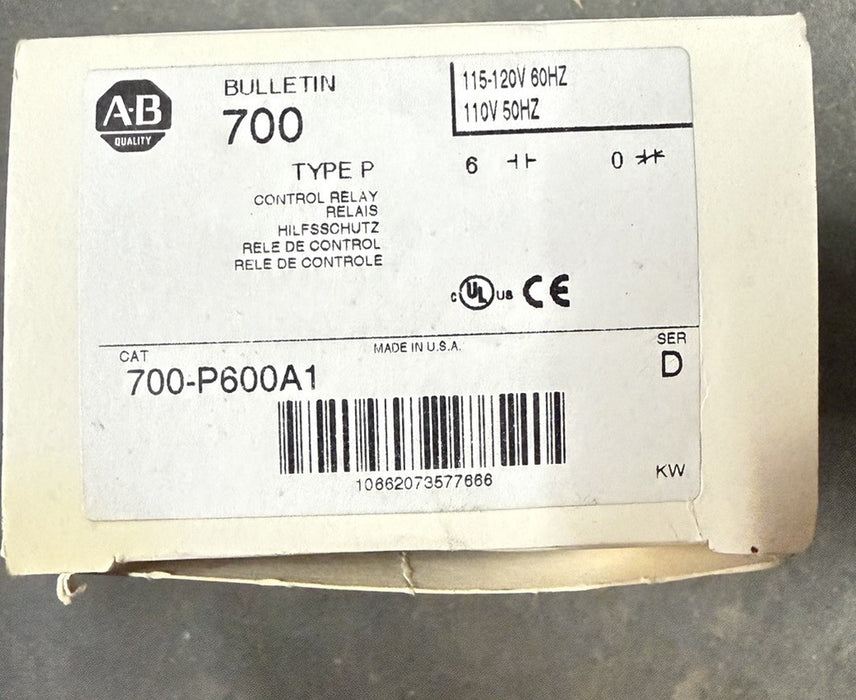 A-B
QUALITY
BULLETIN
700
TYPE P
CONTROL RELAY
RELAIS
HILFSSCHUTZ
RELE DE CONTROL
RELE DE CONTROLE
115-120V 60HZ
110V 50HZ
6 0
C UL US CE
CAT
700-P600A1
MADE IN U.S.A.
SER
D
10662073577666
KW